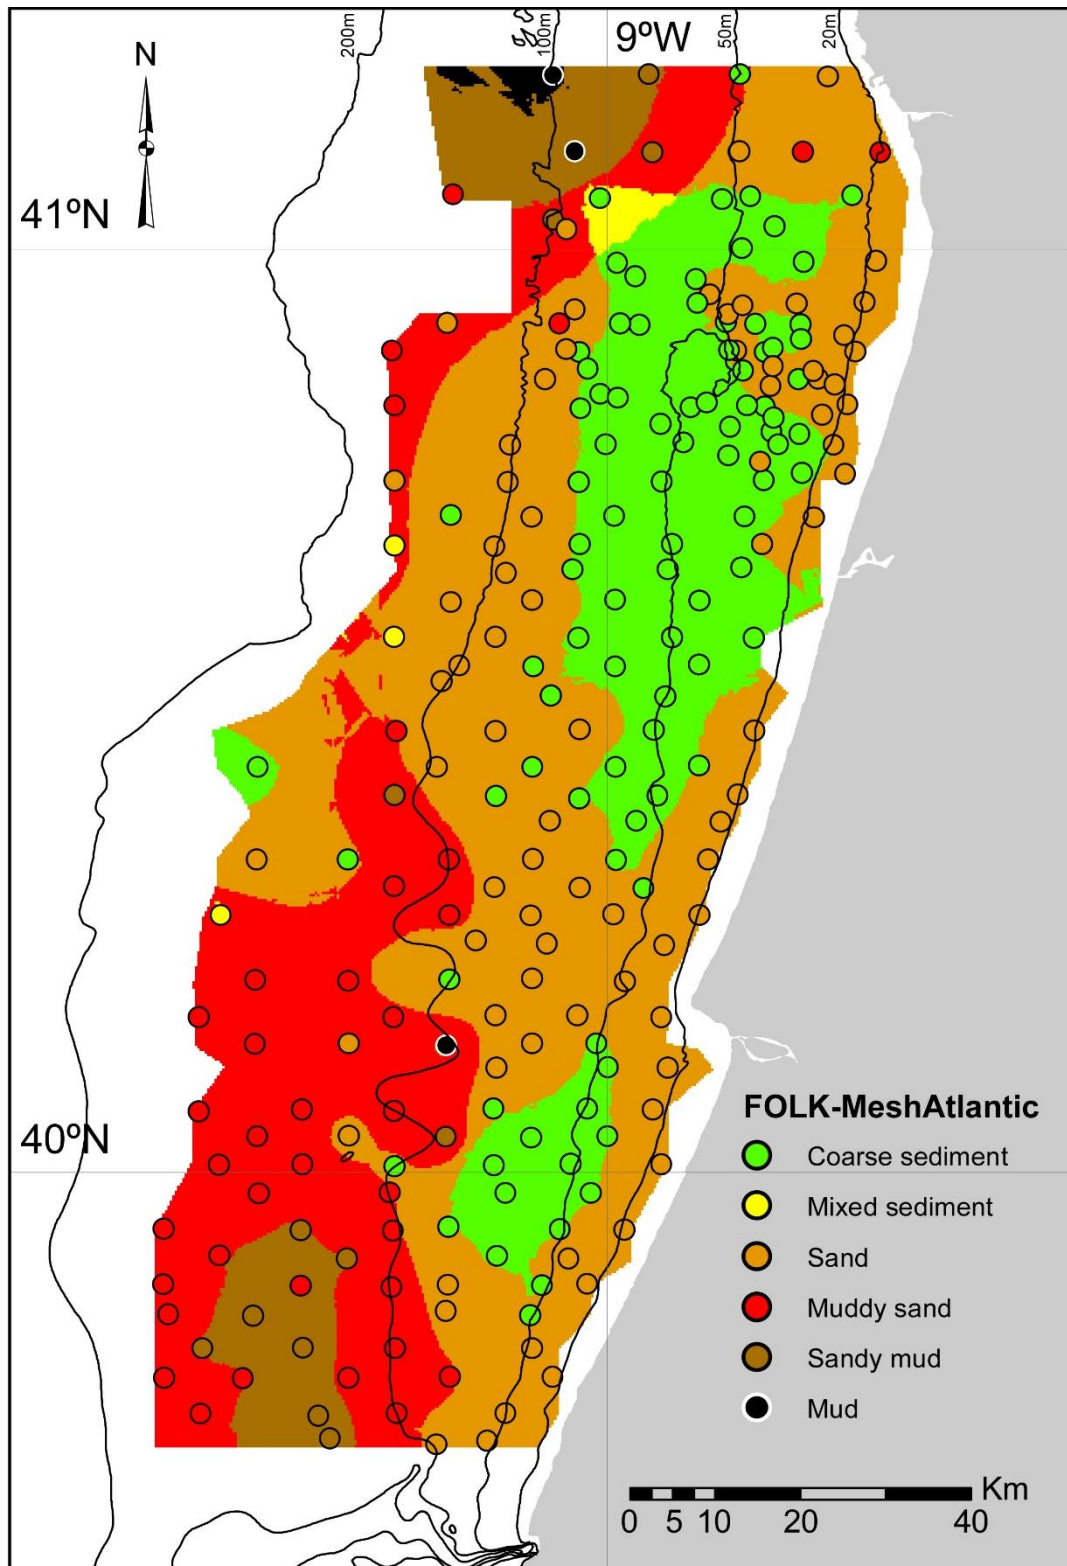 200m
100m
9ºW
50m
20m
N
41ºN
40ºN
FOLK-MeshAtlantic
Coarse sediment
Mixed sediment
Sand
Muddy sand
Sandy mud
Mud
Km
0 5 10 20 40